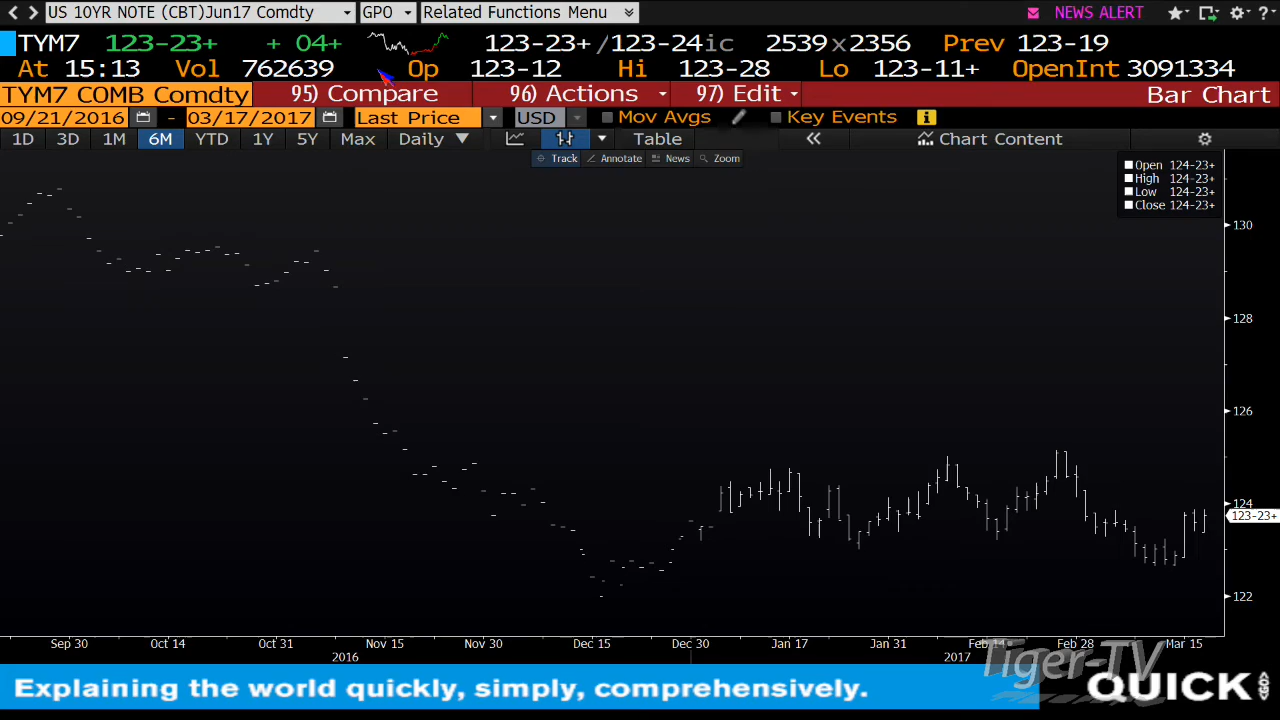 US 10YR NOTE (CBT)Jun17 Comdty GPO Related Functions Menu NEWS ALERT ?
TYM7 123-23+ + 04+ 123-23+/123-24ic 2539x2356 Prev 123-19
At 15:13 Vol 762639 Op 123-12 Hi 123-28 Lo 123-11+ OpenInt 3091334
TYM7 COMB Comdty 95) Compare 96) Actions 97) Edit Bar Chart
09/21/2016 - 03/17/2017 Last Price USD Mov Avgs Key Events
1D 3D 1M 6M YTD 1Y 5Y Max Daily Table Chart Content
Track Annotate News Zoom
Open 124-23+
High 124-23+
Low 124-23+
Close 124-23+
130
128
126
124
123-23+
122
Sep 30 Oct 14 Oct 31 Nov 15 Nov 30 Dec 15 Dec 30 Jan 17 Jan 31 Feb 14 Feb 28 Mar 15
2016 2017
Tiger-TV
Explaining the world quickly, simply, comprehensively.
QUICK
GO